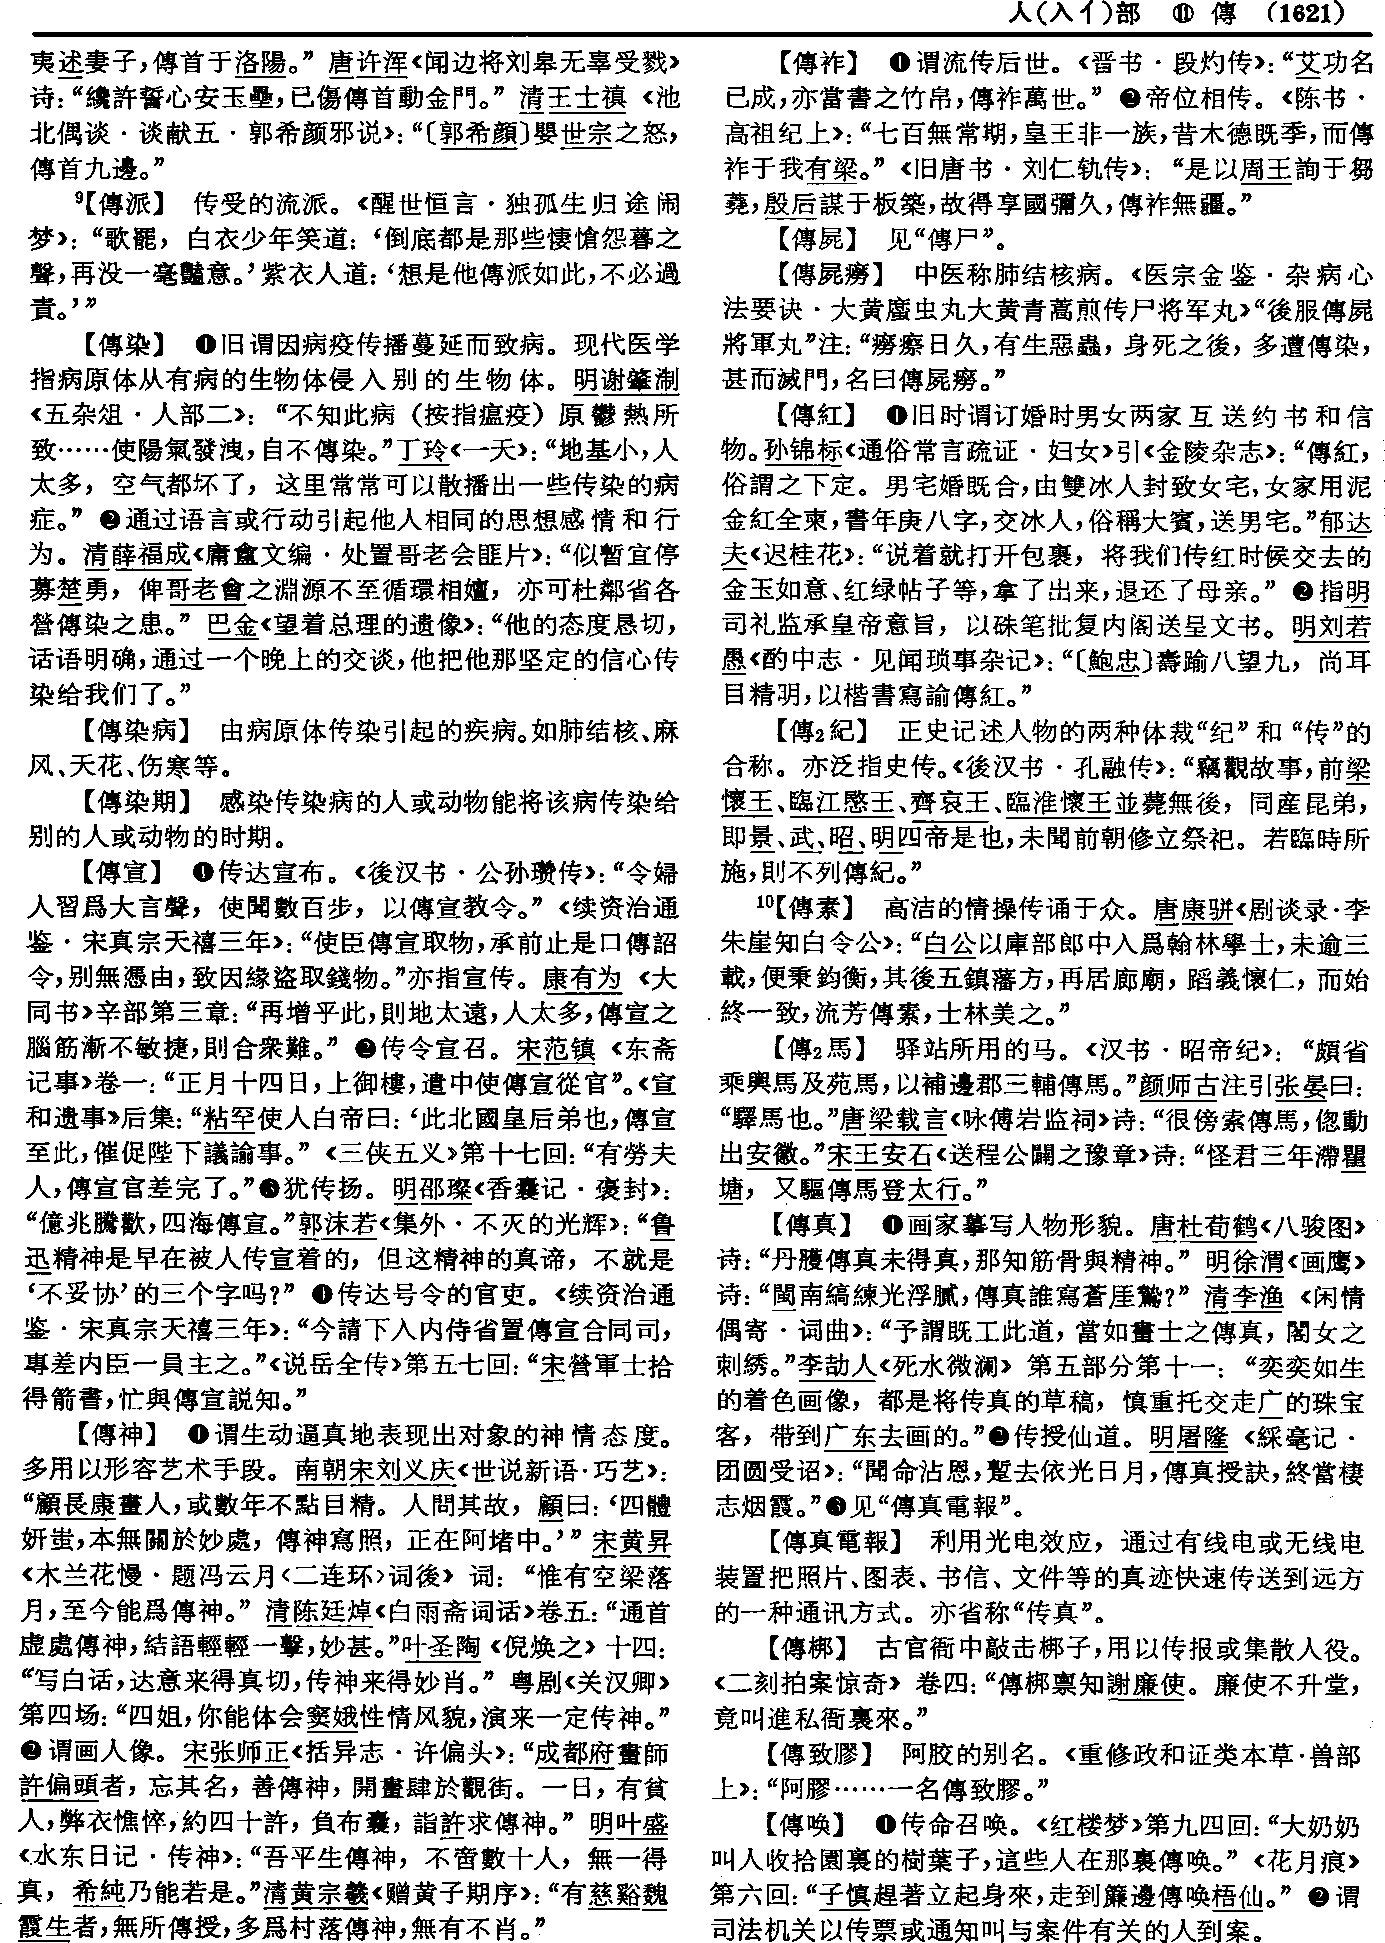 人(入亻)部　⑪　傳　(1621)
夷述妻子,傳首于洛陽。”唐许浑《闻边将刘皋无辜受戮》
诗:“纔許誓心安玉壘,已傷傳首動金門。”清王士禛《池
北偶谈·谈献五·郭希颜邪说》:“〔郭希顔〕嬰世宗之怒,
傳首九邊。”
⁹【傳派】　传受的流派。《醒世恒言·独孤生归途闹
梦》:“歌罷,白衣少年笑道:‘倒底都是那些悽愴怨暮之
聲,再没一毫豔意。’紫衣人道:‘想是他傳派如此,不必過
責。’”
【傳染】　❶旧谓因病疫传播蔓延而致病。现代医学
指病原体从有病的生物体侵入别的生物体。明谢肇淛
《五杂俎·人部二》:“不知此病（按指瘟疫）原鬱熱所
致……使陽氣發洩,自不傳染。”丁玲《一天》:“地基小,人
太多,空气都坏了,这里常常可以散播出一些传染的病
症。”❷通过语言或行动引起他人相同的思想感情和行
为。清薛福成《庸盦文编·处置哥老会匪片》:“似暫宜停
募楚勇,俾哥老會之淵源不至循環相嬗,亦可杜鄰省各
營傳染之患。”巴金《望着总理的遗像》:“他的态度恳切,
话语明确,通过一个晚上的交谈,他把他那坚定的信心传
染给我们了。”
【傳染病】　由病原体传染引起的疾病。如肺结核、麻
风、天花、伤寒等。
【傳染期】　感染传染病的人或动物能将该病传染给
别的人或动物的时期。
【傳宣】　❶传达宣布。《後汉书·公孙瓒传》:“令婦
人習爲大言聲,使聞數百步,以傳宣教令。”《续资治通
鉴·宋真宗天禧三年》:“使臣傳宣取物,承前止是口傳詔
令,别無憑由,致因緣盗取錢物。”亦指宣传。康有为《大
同书》辛部第三章:“再增乎此,則地太遠,人太多,傳宣之
腦筋漸不敏捷,則合衆難。”❷传令宣召。宋范镇《东斋
记事》卷一:“正月十四日,上御樓,遣中使傳宣從官”。《宣
和遗事》后集:“粘罕使人白帝曰:‘此北國皇后弟也,傳宣
至此,催促陛下議諭事。”《三侠五义》第十七回:“有勞夫
人,傳宣官差完了。”❸犹传扬。明邵璨《香囊记·褒封》:
“億兆騰歡,四海傳宣。”郭沫若《集外·不灭的光辉》:“鲁
迅精神是早在被人传宣着的,但这精神的真谛,不就是
‘不妥协’的三个字吗?”❹传达号令的官吏。《续资治通
鉴·宋真宗天禧三年》:“今請下入内侍省置傳宣合同司,
專差内臣一員主之。”《说岳全传》第五七回:“宋營軍士拾
得箭書,忙與傳宣説知。”
【傳神】　❶谓生动逼真地表现出对象的神情态度。
多用以形容艺术手段。南朝宋刘义庆《世说新语·巧艺》:
“顧長康畫人,或數年不點目精。人問其故,顧曰:‘四體
妍蚩,本無關於妙處,傳神寫照,正在阿堵中。’”宋黄昇
《木兰花慢·题冯云月〈二连环〉词後》词:“惟有空梁落
月,至今能爲傳神。”清陈廷焯《白雨斋词话》卷五:“通首
虚處傳神,結語輕輕一擊,妙甚。”叶圣陶《倪焕之》十四:
“写白话,达意来得真切,传神来得妙肖。”粤剧《关汉卿》
第四场:“四姐,你能体会窦娥性情风貌,演来一定传神。”
❷谓画人像。宋张师正《括异志·许偏头》:“成都府畫師
許偏頭者,忘其名,善傳神,開畫肆於觀街。一日,有貧
人,弊衣憔悴,約四十許,負布囊,詣許求傳神。”明叶盛
《水东日记·传神》:“吾平生傳神,不啻數十人,無一得
真,希純乃能若是。”清黄宗羲《赠黄子期序》:“有慈谿魏
霞生者,無所傳授,多爲村落傳神,無有不肖。”
【傳祚】　❶谓流传后世。《晋书·段灼传》:“艾功名
已成,亦當書之竹帛,傳祚萬世。”❷帝位相传。《陈书·
高祖纪上》:“七百無常期,皇王非一族,昔木德既季,而傳
祚于我有梁。”《旧唐书·刘仁轨传》:“是以周王詢于芻
蕘,殷后謀于板築,故得享國彌久,傳祚無疆。”
【傳屍】　见“傳尸”。
【傳屍癆】　中医称肺结核病。《医宗金鉴·杂病心
法要诀·大黄䗪虫丸大黄青蒿煎传尸将军丸》“後服傳屍
將軍丸”注:“癆瘵日久,有生惡蟲,身死之後,多遭傳染,
甚而滅門,名曰傳屍癆。”
【傳紅】　❶旧时谓订婚时男女两家互送约书和信
物。孙锦标《通俗常言疏证·妇女》引《金陵杂志》:“傳紅,
俗謂之下定。男宅婚既合,由雙冰人封致女宅,女家用泥
金紅全柬,書年庚八字,交冰人,俗稱大賓,送男宅。”郁达
夫《迟桂花》:“说着就打开包裹,将我们传红时候交去的
金玉如意、红绿帖子等,拿了出来,退还了母亲。”❷指明
司礼监承皇帝意旨,以硃笔批复内阁送呈文书。明刘若
愚《酌中志·见闻琐事杂记》:“〔鮑忠〕壽踰八望九,尚耳
目精明,以楷書寫諭傳紅。”
【傳₂紀】　正史记述人物的两种体裁“纪”和“传”的
合称。亦泛指史传。《後汉书·孔融传》:“竊觀故事,前梁
懷王、臨江愍王、齊哀王、臨淮懷王並薨無後,同産昆弟,
即景、武、昭、明四帝是也,未聞前朝修立祭祀。若臨時所
施,則不列傳紀。”
¹⁰【傳素】　高洁的情操传诵于众。唐康骈《剧谈录·李
朱崖知白令公》:“白公以庫部郎中入爲翰林學士,未逾三
載,便秉鈞衡,其後五鎮藩方,再居廊廟,蹈義懷仁,而始
終一致,流芳傳素,士林美之。”
【傳₂馬】　驿站所用的马。《汉书·昭帝纪》:“頗省
乘輿馬及苑馬,以補邊郡三輔傳馬。”颜师古注引张晏曰:
“驛馬也。”唐梁载言《咏傅岩监祠》诗:“很傍索傳馬,偬動
出安徽。”宋王安石《送程公闢之豫章》诗:“怪君三年滯瞿
塘,又驅傳馬登太行。”
【傳真】　❶画家摹写人物形貌。唐杜荀鹤《八骏图》
诗:“丹雘傳真未得真,那知筋骨與精神。”明徐渭《画鹰》
诗:“閩南縞練光浮膩,傳真誰寫蒼厓鷙?”清李渔《闲情
偶寄·词曲》:“予謂既工此道,當如畫士之傳真,閨女之
刺綉。”李劼人《死水微澜》第五部分第十一:“奕奕如生
的着色画像,都是将传真的草稿,慎重托交走广的珠宝
客,带到广东去画的。”❷传授仙道。明屠隆《綵毫记·
团圆受诏》:“聞命沾恩,蹔去依光日月,傳真授訣,終當棲
志烟霞。”❸见“傳真電報”。
【傳真電報】　利用光电效应,通过有线电或无线电
装置把照片、图表、书信、文件等的真迹快速传送到远方
的一种通讯方式。亦省称“传真”。
【傳梆】　古官衙中敲击梆子,用以传报或集散人役。
《二刻拍案惊奇》卷四:“傳梆禀知謝廉使。廉使不升堂,
竟叫進私衙裏來。”
【傳致膠】　阿胶的别名。《重修政和证类本草·兽部
上》:“阿膠……一名傳致膠。”
【傳唤】　❶传命召唤。《红楼梦》第九四回:“大奶奶
叫人收拾園裏的樹葉子,這些人在那裏傳唤。”《花月痕》
第六回:“子慎趕著立起身來,走到簾邊傳唤梧仙。”❷谓
司法机关以传票或通知叫与案件有关的人到案。